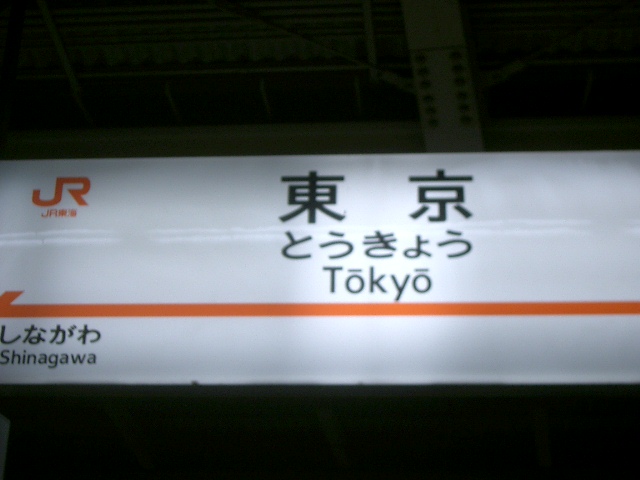 JR
JR東海
東京
とうきょう
Tōkyō
しながわ
Shinagawa